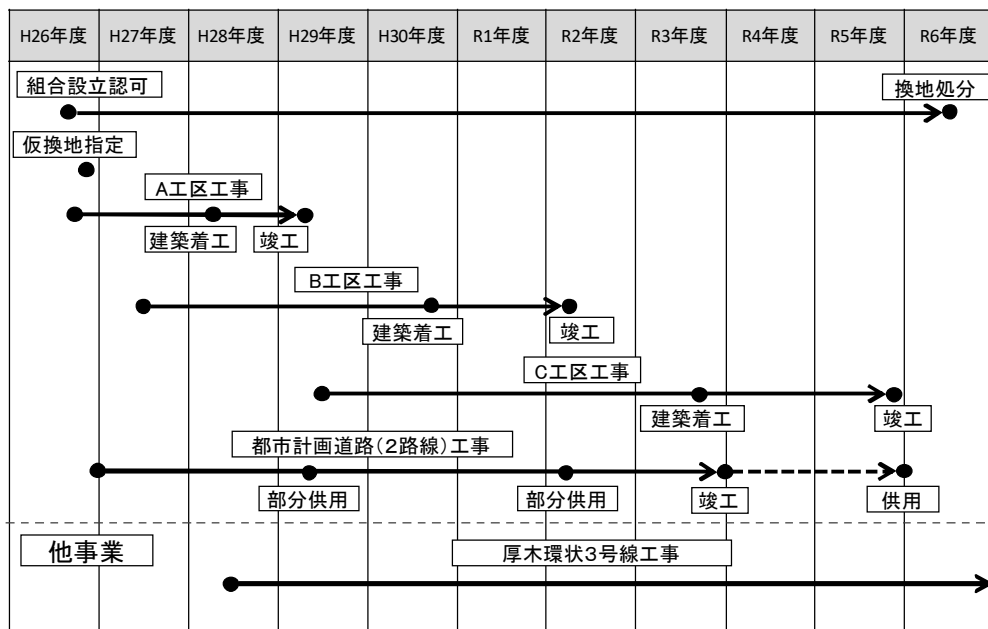 H26年度 H27年度 H28年度 H29年度 H30年度 R1年度 R2年度 R3年度 R4年度 R5年度 R6年度
組合設立認可 換地処分
仮換地指定
A工区工事
建築着工 竣工
B工区工事
建築着工 竣工
C工区工事
建築着工 竣工
都市計画道路(2路線)工事
部分供用 部分供用 竣工 供用
他事業 厚木環状3号線工事